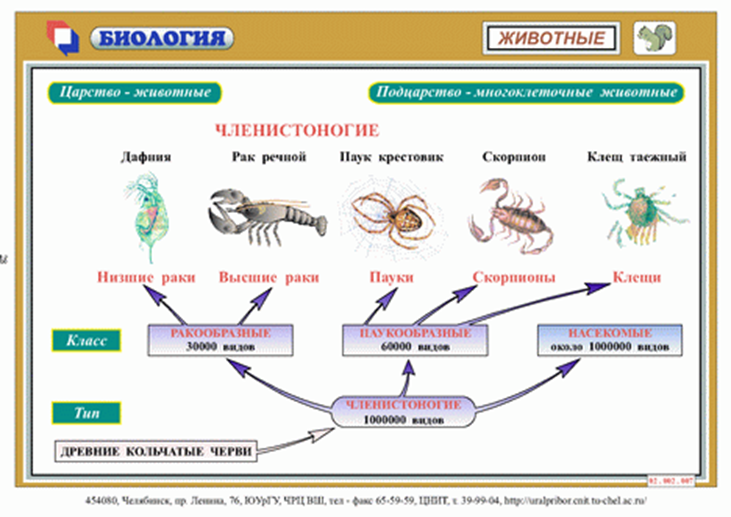 БИОЛОГИЯ
ЖИВОТНЫЕ
Царство - животные
Подцарство - многоклеточные животные
ЧЛЕНИСТОНОГИЕ
Дафния
Рак речной
Паук крестовик
Скорпион
Клещ таежный
Низшие раки
Высшие раки
Пауки
Скорпионы
Клещи
Класс
РАКООБРАЗНЫЕ
30000 видов
ПАУКООБРАЗНЫЕ
60000 видов
НАСЕКОМЫЕ
около 1000000 видов
Тип
ЧЛЕНИСТОНОГИЕ
1000000 видов
ДРЕВНИЕ КОЛЬЧАТЫЕ ЧЕРВИ
02.002.007
454080, Челябинск, пр. Ленина, 76, ЮУрГУ, ЧРЦ ВШ, тел - факс 65-59-59, ЦНИТ, т. 39-99-04, http://uralpribor.cnit.tu-chel.ac.ru/